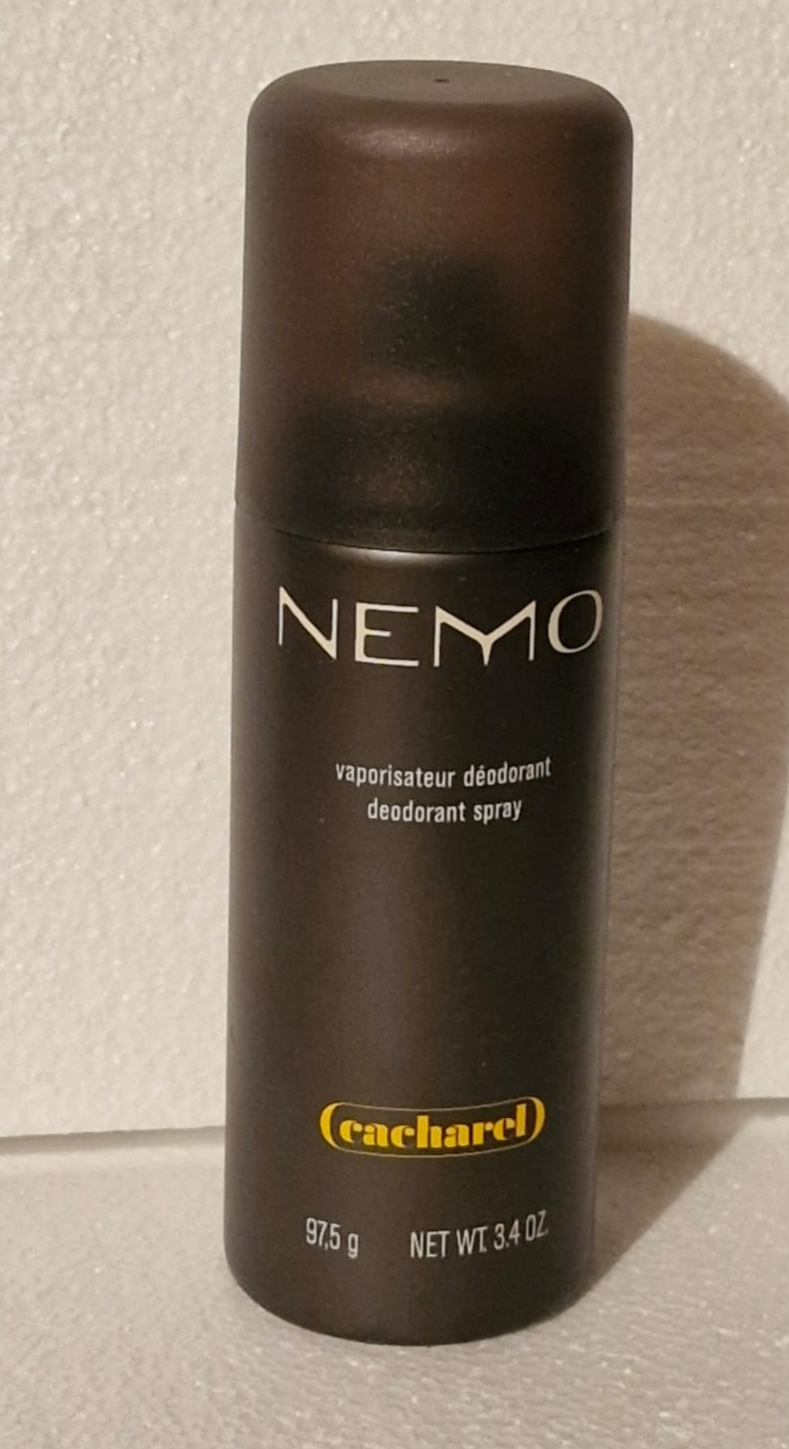 NEMO
vaporisateur déodorant
deodorant spray
(cacharel)
97,5 g NET WT. 3.4 OZ.